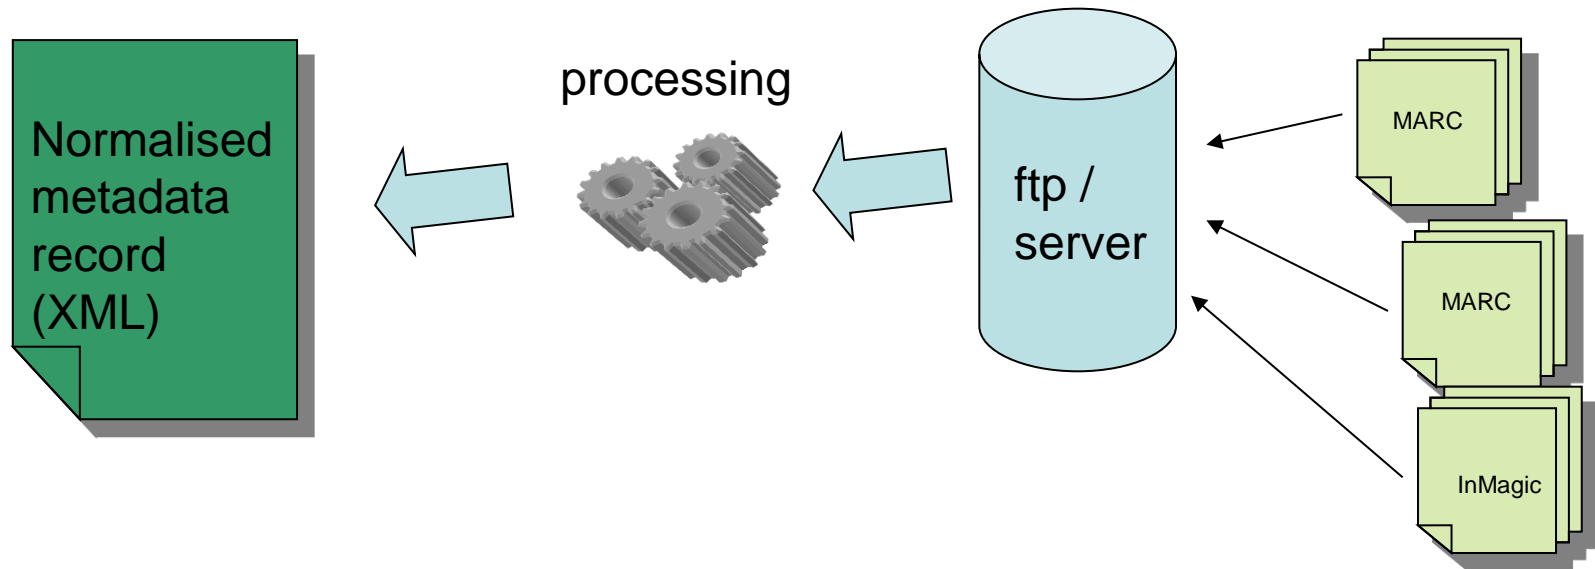 Normalised
metadata
record
(XML)
processing
ftp /
server
MARC
MARC
InMagic